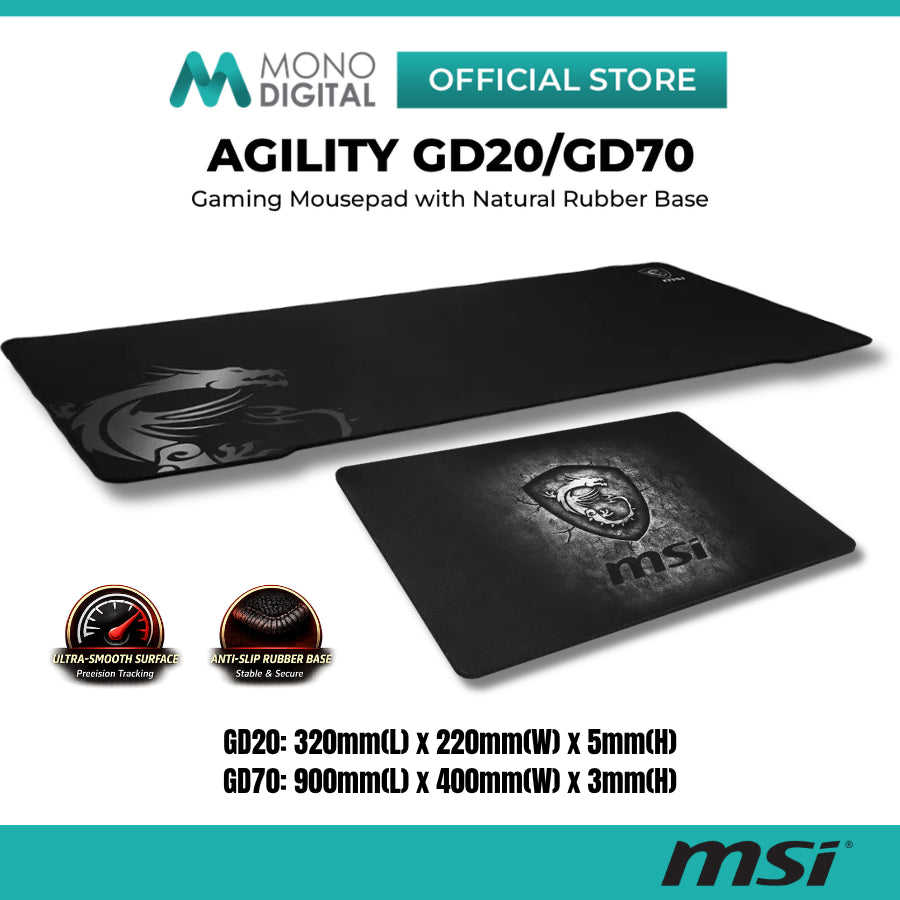 MONO
DIGITAL
OFFICIAL STORE
AGILITY GD20/GD70
Gaming Mousepad with Natural Rubber Base
msi
msi
ULTRA-SMOOTH SURFACE
Precision Tracking
ANTI-SLIP RUBBER BASE
Stable & Secure
GD20: 320mm(L) x 220mm(W) x 5mm(H)
GD70: 900mm(L) x 400mm(W) x 3mm(H)
msi®